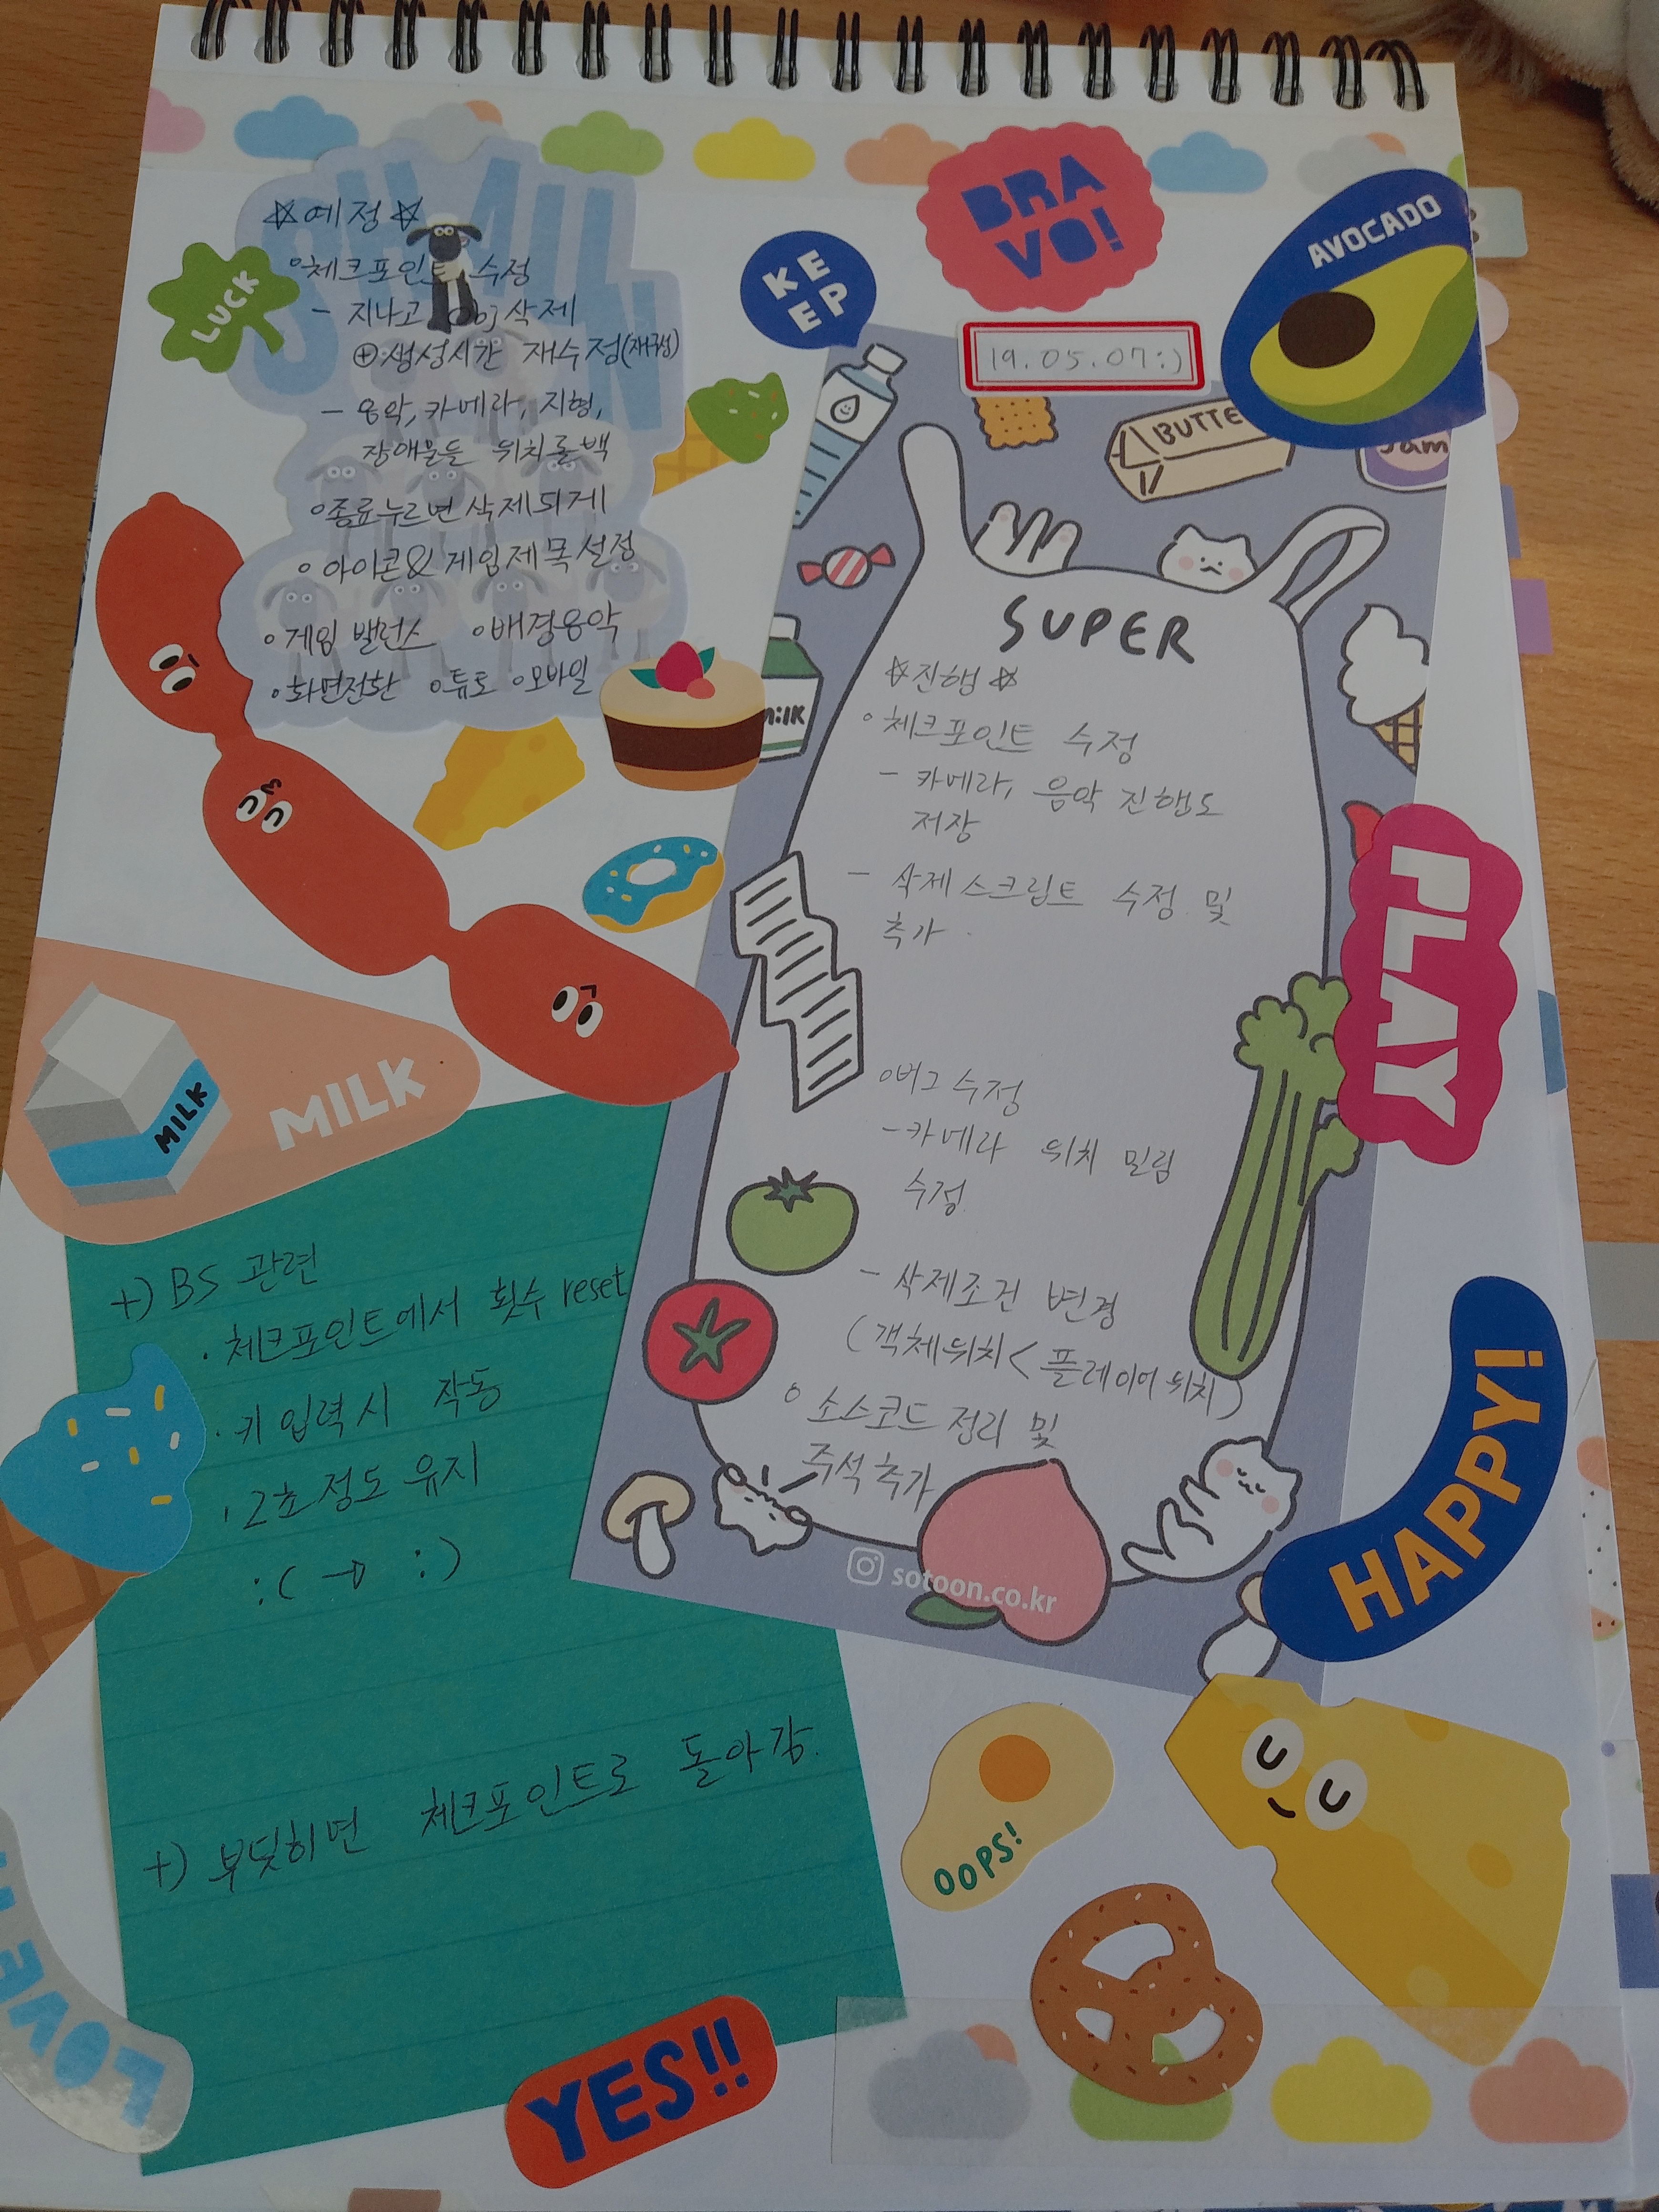 ☆예정☆
◦체크포인트 수정
- 지나고 obj 삭제
⊕생성시간 재수정(재구성)
- 음악, 카메라, 지형,
장애물들 위치롤백
◦종료누르면 삭제되게
◦아이콘&게임제목설정
◦게임 밸런스 ◦배경음악
◦화면전환 ◦튜토 ◦모바일
LUCK
KE
EP
BRA
VO!
19.05.07:)
AVOCADO
BUTTE
Jam
MILK
SUPER
☆진행☆
◦체크포인트 수정
- 카메라, 음악 진행도
저장
- 삭제스크립트 수정 및
추가
◦버그 수정
- 카메라 위치 밀림
수정
- 삭제조건 변경
(객체위치 < 플레이어 위치)
◦소스코드 정리 및
주석 추가
sotoon.co.kr
PLAY
HAPPY!
MILK
MILK
+) BS 관련
· 체크포인트에서 횟수 reset
· 키 입력시 작동
· 2초 정도 유지
:( → :)
+) 부딪히면 체크포인트로 돌아감.
OOPS!
LOVE
YES!!